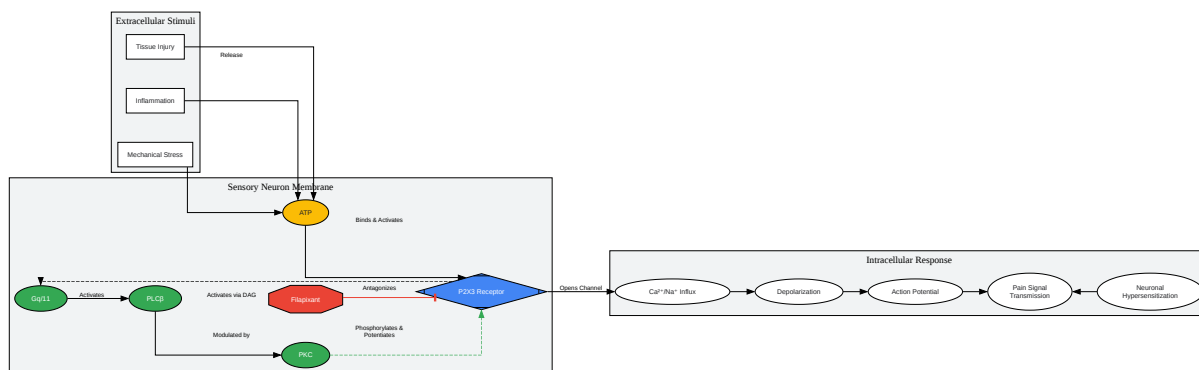 Extracellular Stimuli
Tissue Injury
Release
Inflammation
Mechanical Stress
Sensory Neuron Membrane
ATP
Binds & Activates
Intracellular Response
Gq/11
Activates
PLCβ
Activates via DAG
Filapixant
Antagonizes
P2X3 Receptor
Opens Channel
Ca²⁺/Na⁺ Influx
Depolarization
Action Potential
Pain Signal
Transmission
Neuronal
Hypersensitization
Modulated by
Phosphorylates &
Potentiates
PKC